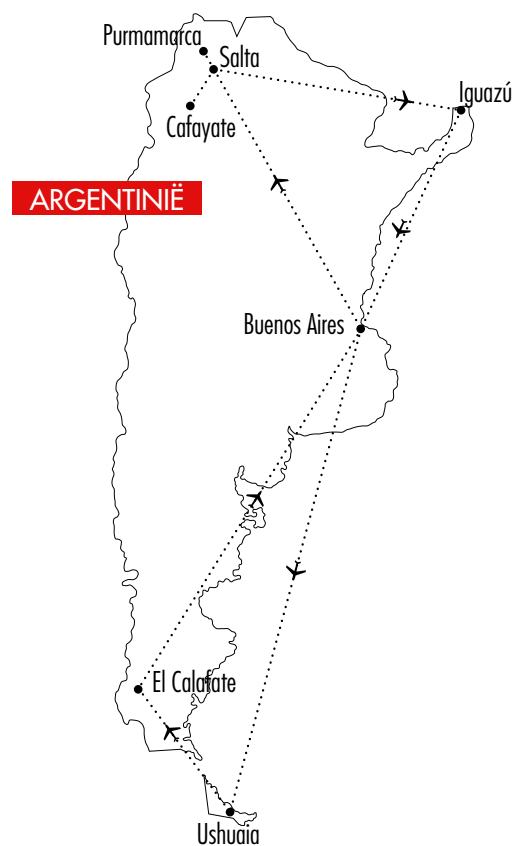 Purmamarca
Salta
Iguazú
Cafayate
ARGENTINIË
Buenos Aires
El Calafate
Ushuaia